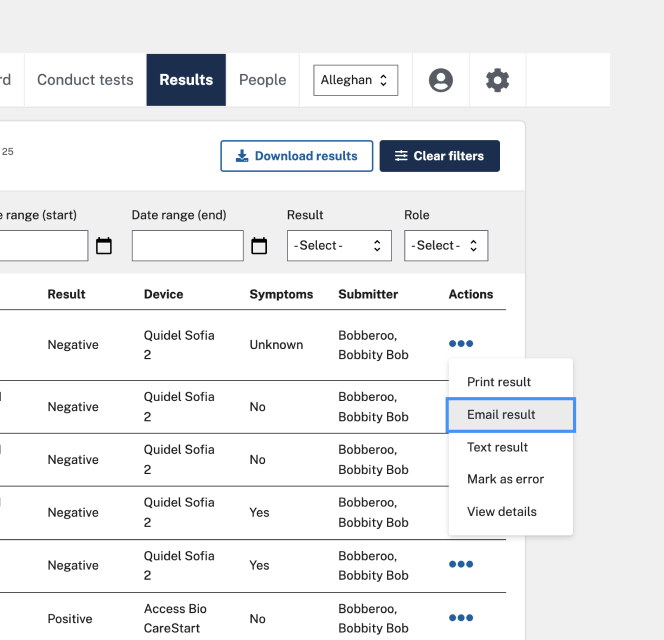 rd Conduct tests Results People Alleghan
25
Download results Clear filters
range (start) Date range (end) Result Role
- Select - - Select -
Result Device Symptoms Submitter Actions
Negative Quidel Sofia 2 Unknown Bobberoo, Bobbity Bob
Print result
Email result
Text result
Mark as error
View details
Negative Quidel Sofia 2 No Bobberoo, Bobbity Bob
Negative Quidel Sofia 2 No Bobberoo, Bobbity Bob
Negative Quidel Sofia 2 Yes Bobberoo, Bobbity Bob
Negative Quidel Sofia 2 Yes Bobberoo, Bobbity Bob
Positive Access Bio CareStart No Bobberoo, Bobbity Bob